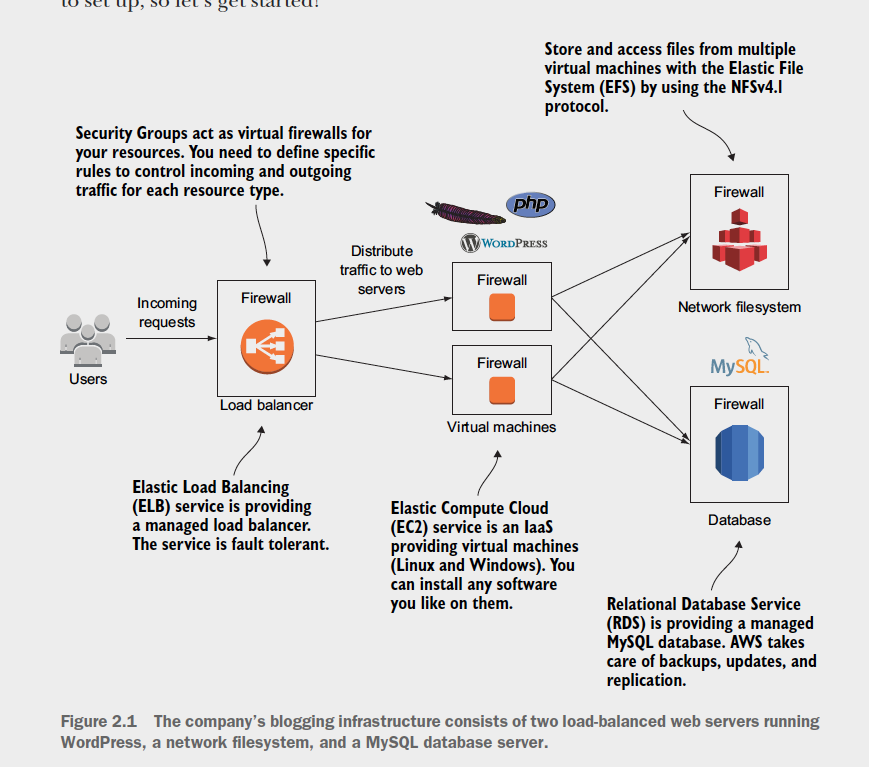 to set up, so let's get started!
Store and access files from multiple
virtual machines with the Elastic File
System (EFS) by using the NFSv4.1
protocol.
Security Groups act as virtual firewalls for
your resources. You need to define specific
rules to control incoming and outgoing
traffic for each resource type.
php
WORDPRESS
Distribute
traffic to web
servers
Incoming
requests
Users
Firewall
Load balancer
Firewall
Firewall
Virtual machines
Firewall
Network filesystem
MySQL.
Firewall
Database
Elastic Load Balancing
(ELB) service is providing
a managed load balancer.
The service is fault tolerant.
Elastic Compute Cloud
(EC2) service is an IaaS
providing virtual machines
(Linux and Windows). You
can install any software
you like on them.
Relational Database Service
(RDS) is providing a managed
MySQL database. AWS takes
care of backups, updates, and
replication.
Figure 2.1 The company's blogging infrastructure consists of two load-balanced web servers running
WordPress, a network filesystem, and a MySQL database server.